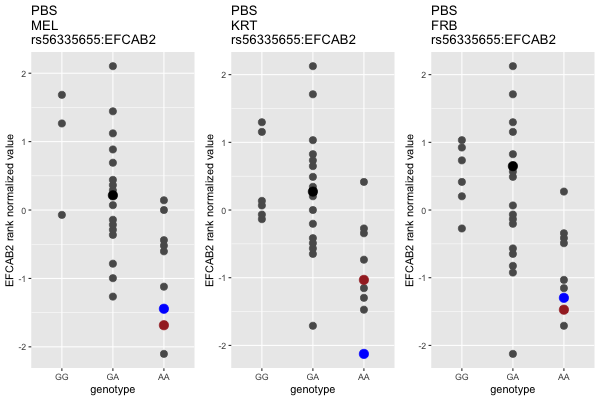 PBS
MEL
rs56335655:EFCAB2
EFCAB2 rank normalized value
2
1
0
-1
-2
GG GA AA
genotype
PBS
KRT
rs56335655:EFCAB2
EFCAB2 rank normalized value
2
1
0
-1
-2
GG GA AA
genotype
PBS
FRB
rs56335655:EFCAB2
EFCAB2 rank normalized value
2
1
0
-1
-2
GG GA AA
genotype